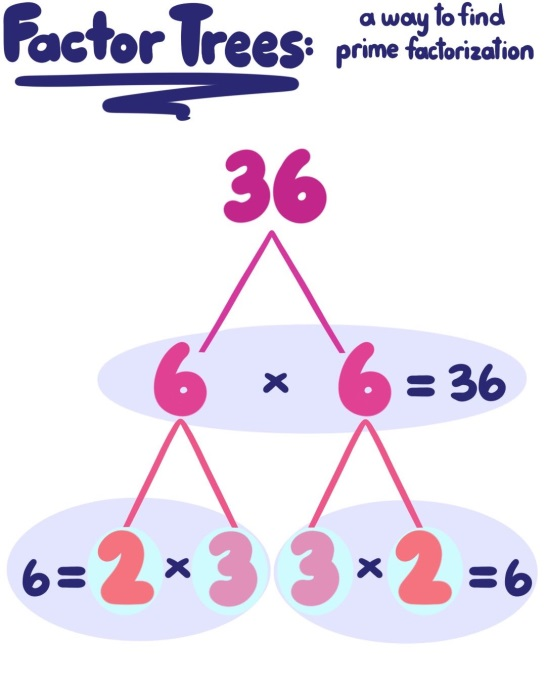 Factor Trees:
a way to find
prime factorization
36
6 × 6 = 36
6 = 2 × 3
3 × 2 = 6